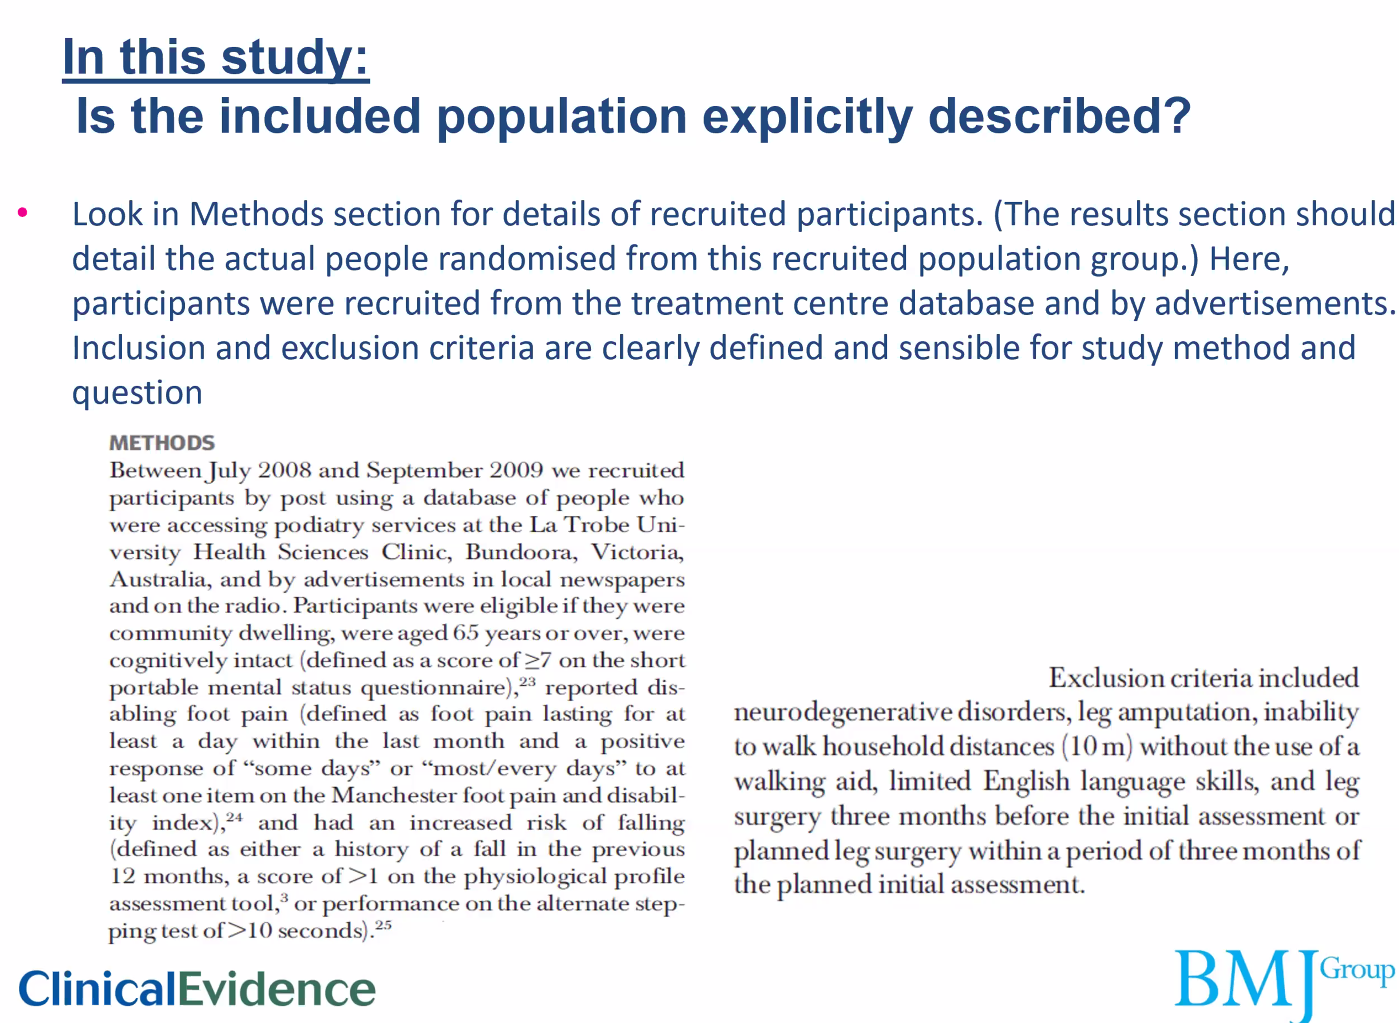 In this study:
Is the included population explicitly described?
• Look in Methods section for details of recruited participants. (The results section should
detail the actual people randomised from this recruited population group.) Here,
participants were recruited from the treatment centre database and by advertisements.
Inclusion and exclusion criteria are clearly defined and sensible for study method and
question
METHODS
Between July 2008 and September 2009 we recruited
participants by post using a database of people who
were accessing podiatry services at the La Trobe Uni-
versity Health Sciences Clinic, Bundoora, Victoria,
Australia, and by advertisements in local newspapers
and on the radio. Participants were eligible if they were
community dwelling, were aged 65 years or over, were
cognitively intact (defined as a score of ≥7 on the short
portable mental status questionnaire),²³ reported dis-
abling foot pain (defined as foot pain lasting for at
least a day within the last month and a positive
response of “some days” or “most/every days” to at
least one item on the Manchester foot pain and disabil-
ity index),²⁴ and had an increased risk of falling
(defined as either a history of a fall in the previous
12 months, a score of >1 on the physiological profile
assessment tool,³ or performance on the alternate step-
ping test of >10 seconds).²⁵
Exclusion criteria included
neurodegenerative disorders, leg amputation, inability
to walk household distances (10 m) without the use of a
walking aid, limited English language skills, and leg
surgery three months before the initial assessment or
planned leg surgery within a period of three months of
the planned initial assessment.
ClinicalEvidence
BMJ Group